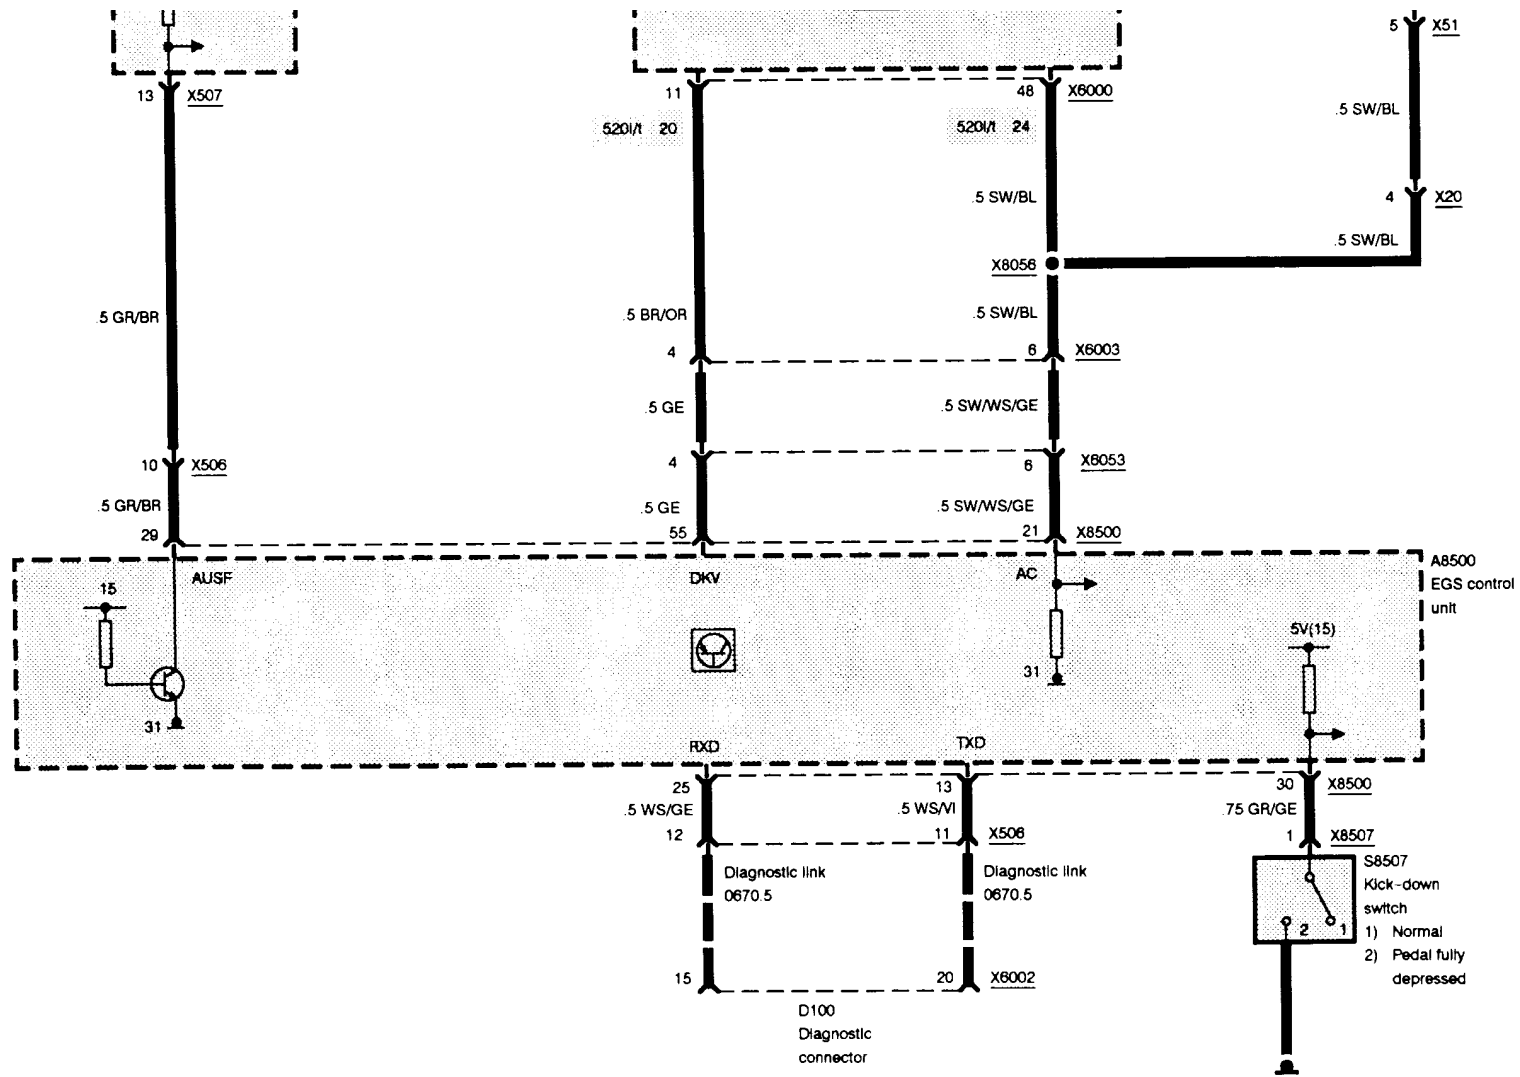 5 X51
13 X507
11 48 X6000
520i/t 20 520i/t 24
.5 SW/BL
.5 SW/BL
4 X20
.5 SW/BL
X8056
.5 GR/BR .5 BR/OR .5 SW/BL
4 6 X6003
.5 GE .5 SW/WS/GE
10 X506 4 6 X6053
.5 GR/BR .5 GE .5 SW/WS/GE
29 55 21 X8500
AUSF DKV AC
A8500
EGS control
unit
15
5V(15)
31
31
RXD TXD
25 13 30 X8500
.5 WS/GE .5 WS/VI .75 GR/GE
12 11 X506 1 X8507
Diagnostic link
0670.5
Diagnostic link
0670.5
S8507
Kick-down
switch
1) Normal
2) Pedal fully
depressed
2 1
15 20 X6002
D100
Diagnostic
connector